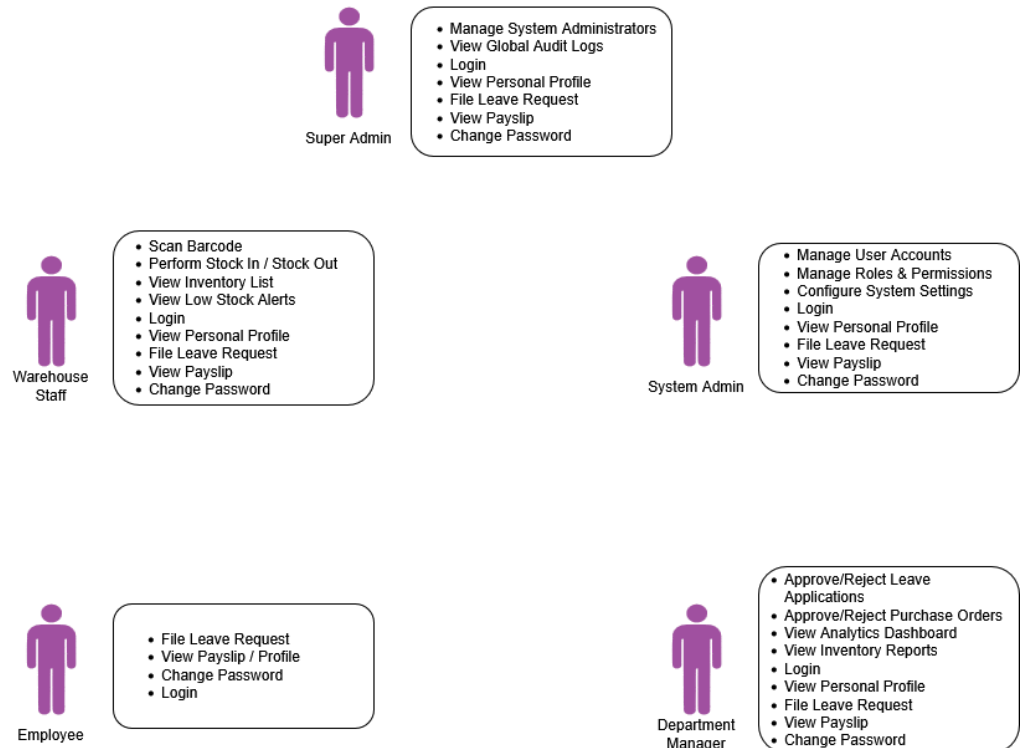 • Manage System Administrators
• View Global Audit Logs
• Login
• View Personal Profile
• File Leave Request
• View Payslip
• Change Password
Super Admin
• Scan Barcode
• Perform Stock In / Stock Out
• View Inventory List
• View Low Stock Alerts
• Login
• View Personal Profile
• File Leave Request
• View Payslip
• Change Password
Warehouse
Staff
• Manage User Accounts
• Manage Roles & Permissions
• Configure System Settings
• Login
• View Personal Profile
• File Leave Request
• View Payslip
• Change Password
System Admin
• File Leave Request
• View Payslip / Profile
• Change Password
• Login
Employee
• Approve/Reject Leave
Applications
• Approve/Reject Purchase Orders
• View Analytics Dashboard
• View Inventory Reports
• Login
• View Personal Profile
• File Leave Request
• View Payslip
• Change Password
Department
Manager